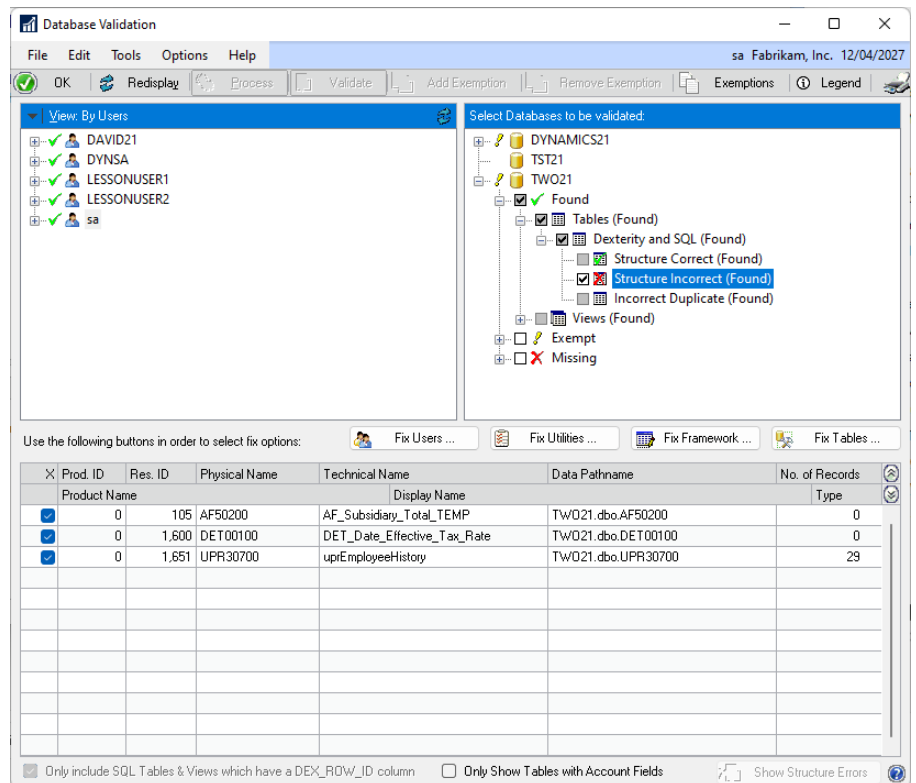 Database Validation
File Edit Tools Options Help sa Fabrikam, Inc. 12/04/2027
OK Redisplay Process Validate Add Exemption Remove Exemption Exemptions Legend
View: By Users
DAVID21
DYNSA
LESSONUSER1
LESSONUSER2
sa
Select Databases to be validated:
DYNAMICS21
TST21
TWO21
Found
Tables (Found)
Dexterity and SQL (Found)
Structure Correct (Found)
Structure Incorrect (Found)
Incorrect Duplicate (Found)
Views (Found)
Exempt
Missing
Use the following buttons in order to select fix options: Fix Users ... Fix Utilities ... Fix Framework ... Fix Tables ...
X Prod. ID Res. ID Physical Name Technical Name Data Pathname No. of Records
Product Name Display Name Type
0 105 AF50200 AF_Subsidiary_Total_TEMP TWO21.dbo.AF50200 0
0 1,600 DET00100 DET_Date_Effective_Tax_Rate TWO21.dbo.DET00100 0
0 1,651 UPR30700 uprEmployeeHistory TWO21.dbo.UPR30700 29
Only include SQL Tables & Views which have a DEX_ROW_ID column Only Show Tables with Account Fields Show Structure Errors